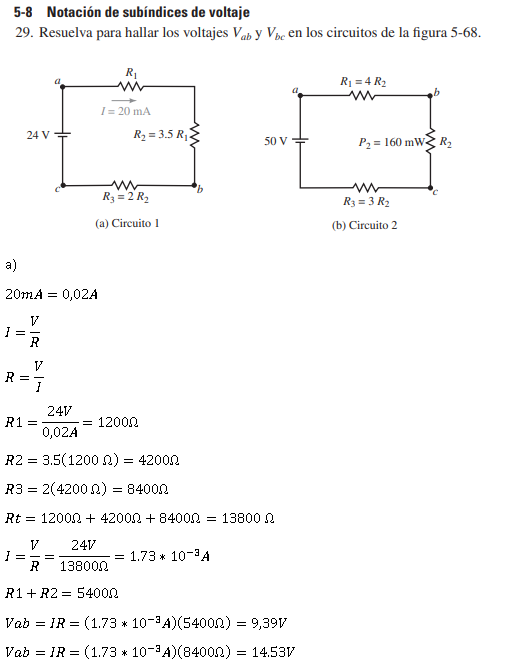 5-8 Notación de subíndices de voltaje
29. Resuelva para hallar los voltajes Vab y Vbc en los circuitos de la figura 5-68.
R1
a
I = 20 mA
24 V
R2 = 3.5 R1
c
b
R3 = 2 R2
(a) Circuito 1
R1 = 4 R2
a
b
50 V
P2 = 160 mW
R2
c
R3 = 3 R2
(b) Circuito 2
a)
20mA = 0,02A
I = V/R
R = V/I
R1 = 24V/0,02A = 1200Ω
R2 = 3.5(1200 Ω) = 4200Ω
R3 = 2(4200 Ω) = 8400Ω
Rt = 1200Ω + 4200Ω + 8400Ω = 13800 Ω
I = V/R = 24V/13800Ω = 1.73 * 10⁻³A
R1 + R2 = 5400Ω
Vab = IR = (1.73 * 10⁻³A)(5400Ω) = 9,39V
Vab = IR = (1.73 * 10⁻³A)(8400Ω) = 14.53V